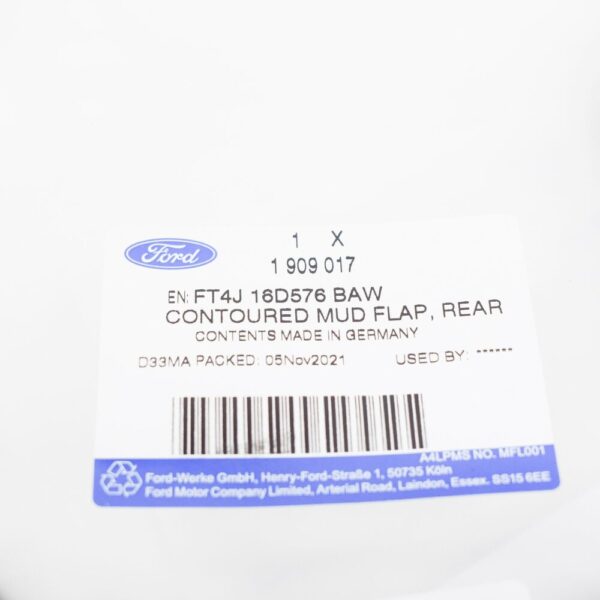 Ford
1 X
1 909 017
EN: FT4J 16D576 BAW
CONTOURED MUD FLAP, REAR
CONTENTS MADE IN GERMANY
D33MA PACKED: 05Nov2021 USED BY: ------
A4LPMS NO. MFL001
Ford-Werke GmbH, Henry-Ford-Straße 1, 50735 Köln
Ford Motor Company Limited, Arterial Road, Laindon, Essex. SS15 6EE